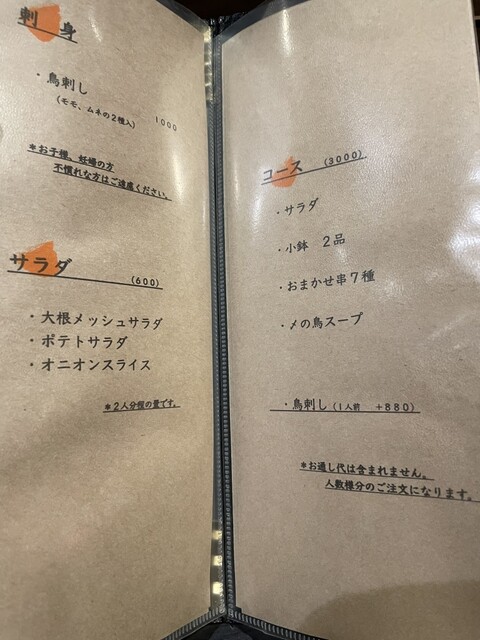 刺 身
・鳥刺し
(モモ、ムネの2種入) 1000
*お子様、妊婦の方
不慣れな方はご遠慮ください。
サラダ (600)
・大根メッシュサラダ
・ポテトサラダ
・オニオンスライス
*2人分程の量です。
コース (3000)
・サラダ
・小鉢 2品
・おまかせ串7種
・〆の鳥スープ
・鳥刺し(1人前 +880)
*お通し代は含まれません。
人数様分のご注文になります。